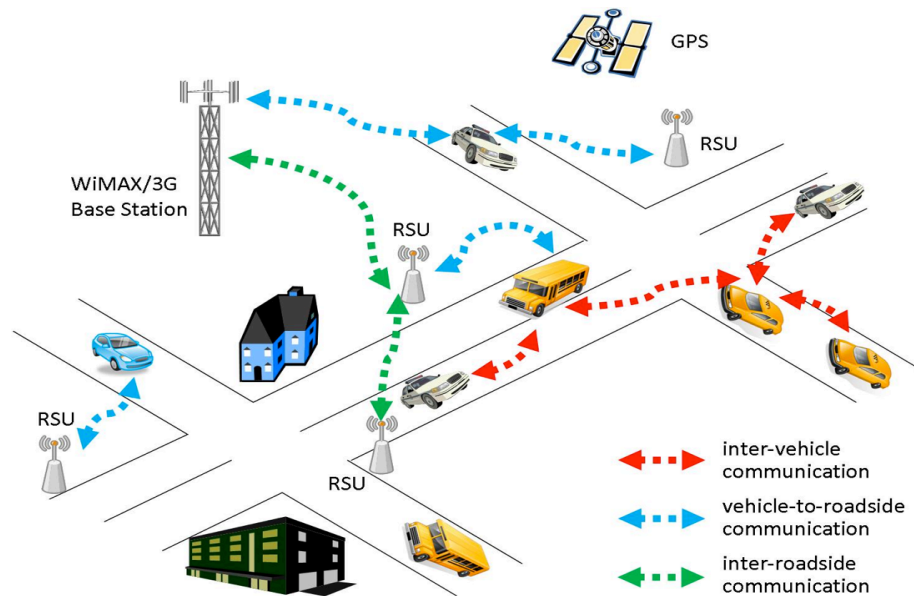 GPS
RSU
WiMAX/3G
Base Station
RSU
RSU
RSU
inter-vehicle
communication
vehicle-to-roadside
communication
inter-roadside
communication